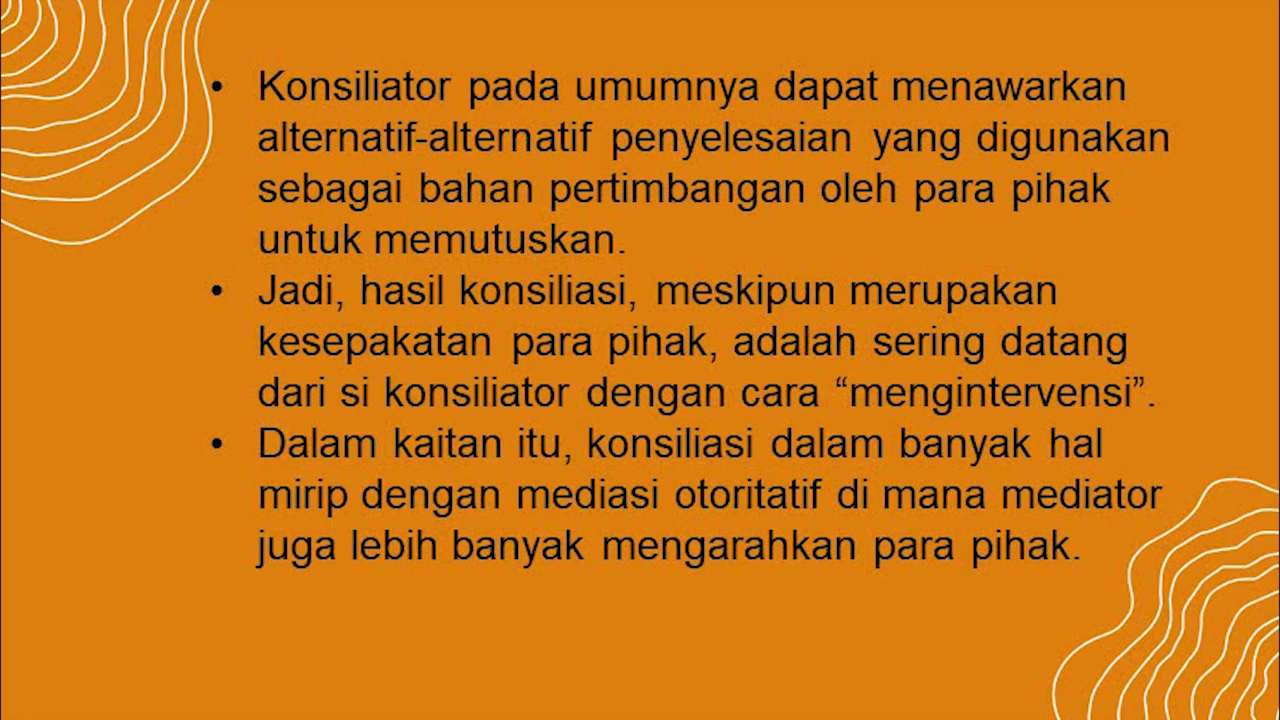 • Konsiliator pada umumnya dapat menawarkan
alternatif-alternatif penyelesaian yang digunakan
sebagai bahan pertimbangan oleh para pihak
untuk memutuskan.
• Jadi, hasil konsiliasi, meskipun merupakan
kesepakatan para pihak, adalah sering datang
dari si konsiliator dengan cara “mengintervensi”.
• Dalam kaitan itu, konsiliasi dalam banyak hal
mirip dengan mediasi otoritatif di mana mediator
juga lebih banyak mengarahkan para pihak.